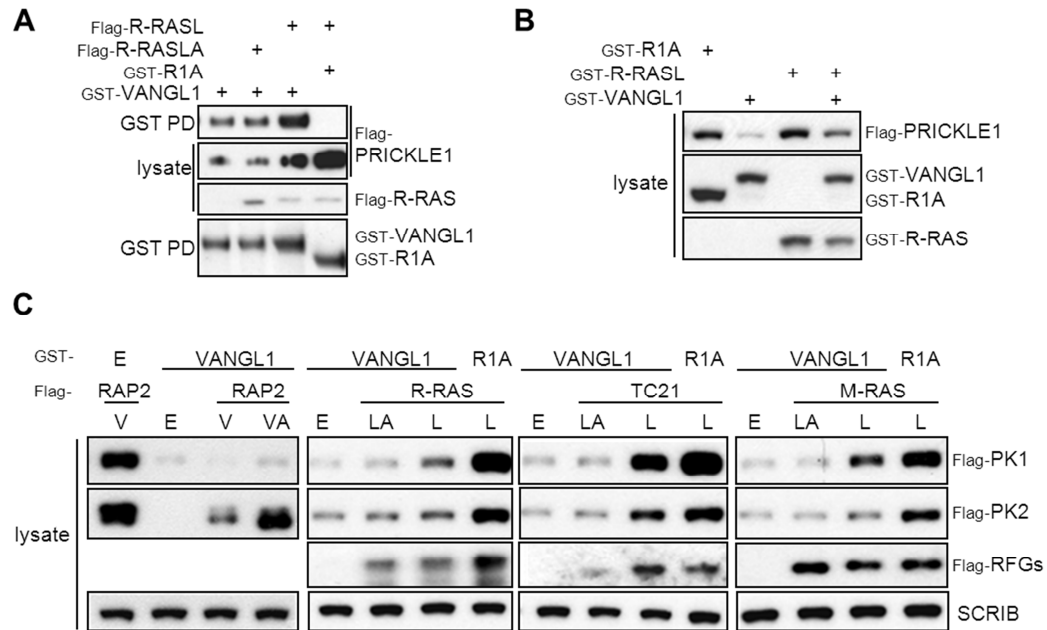 A
Flag-R-RASL + +
Flag-R-RASLA +
GST-R1A +
GST-VANGL1 + + +
GST PD
Flag-PRICKLE1
lysate
Flag-R-RAS
GST PD
GST-VANGL1
GST-R1A
B
GST-R1A +
GST-R-RASL + +
GST-VANGL1 + +
Flag-PRICKLE1
lysate
GST-VANGL1
GST-R1A
GST-R-RAS
C
GST- E VANGL1 VANGL1 R1A VANGL1 R1A VANGL1 R1A
Flag- RAP2 RAP2 R-RAS TC21 M-RAS
V E V VA E LA L L E LA L L E LA L L
Flag-PK1
Flag-PK2
lysate
Flag-RFGs
SCRIB